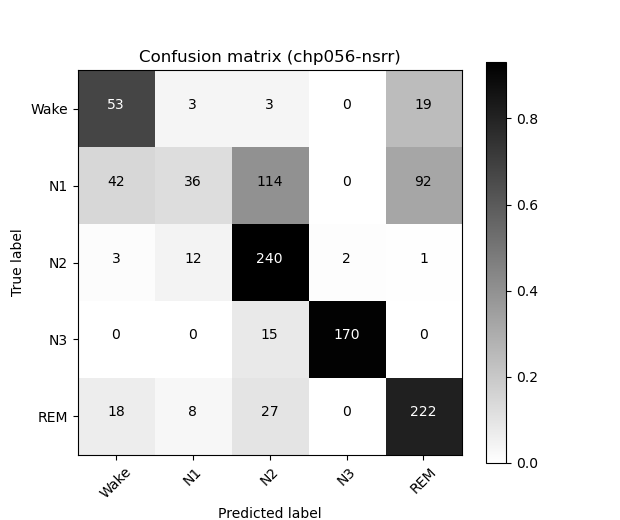 Confusion matrix (chp056-nsrr)
Wake 53 3 3 0 19
N1 42 36 114 0 92
N2 3 12 240 2 1
N3 0 0 15 170 0
REM 18 8 27 0 222
Wake N1 N2 N3 REM
Predicted label
True label
0.8
0.6
0.4
0.2
0.0